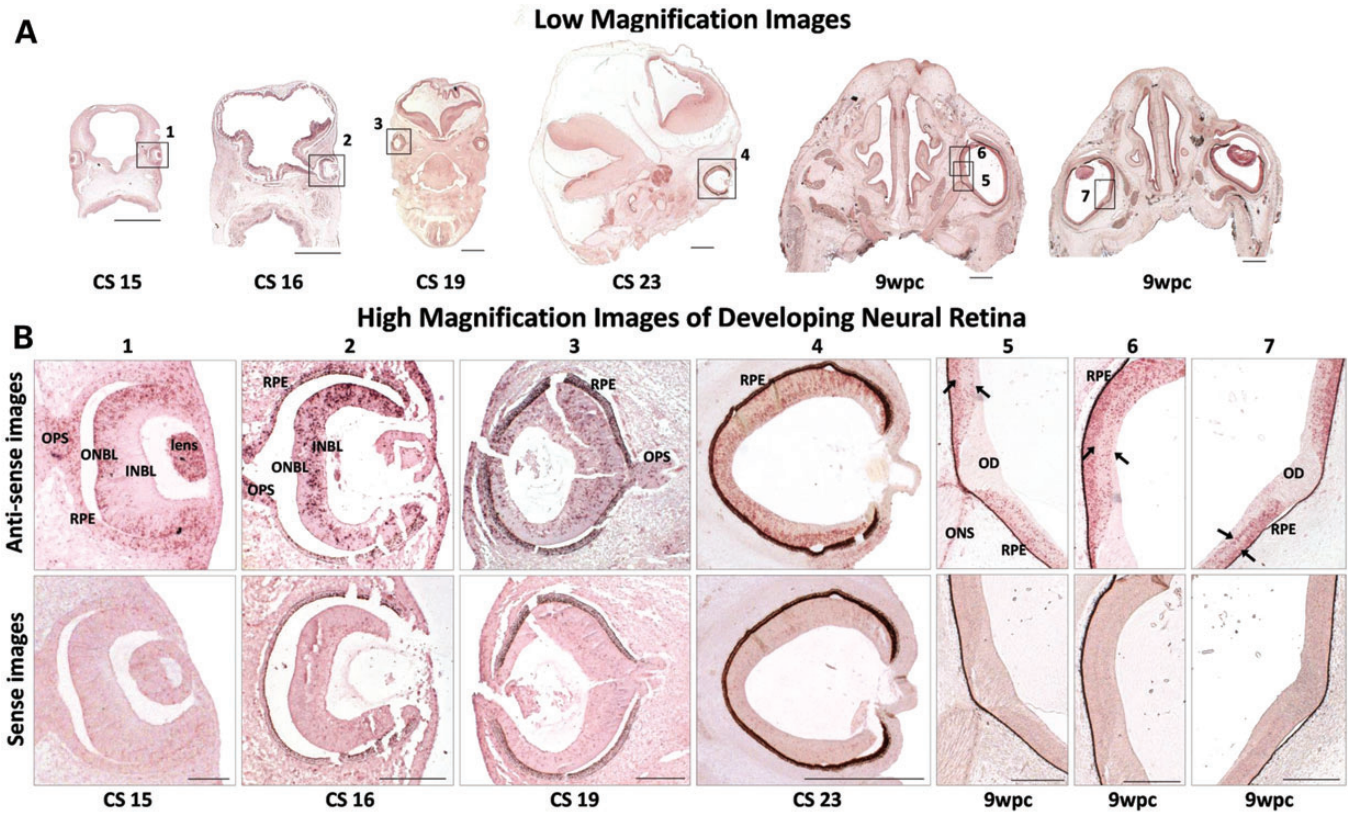 A
Low Magnification Images
1
2
3
4
6
5
7
CS 15
CS 16
CS 19
CS 23
9wpc
9wpc
B
High Magnification Images of Developing Neural Retina
1
2
3
4
5
6
7
Anti-sense images
OPS
ONBL
INBL
lens
RPE
RPE
INBL
ONBL
OPS
RPE
OPS
RPE
OD
ONS
RPE
RPE
OD
RPE
Sense images
CS 15
CS 16
CS 19
CS 23
9wpc
9wpc
9wpc